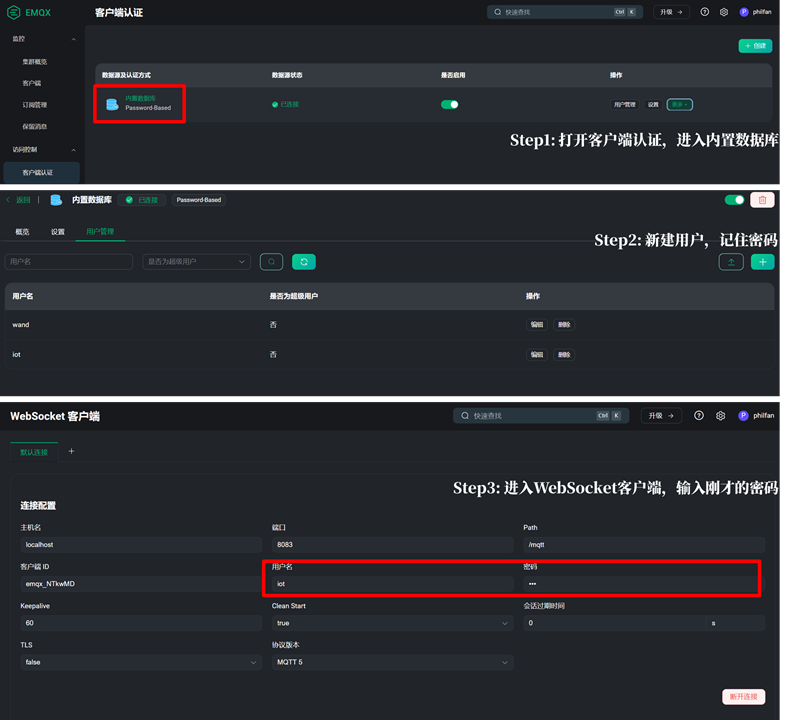 EMQX
客户端认证
快速查找 Ctrl K
升级 →
P philfan
监控
集群概览
客户端
订阅管理
保留消息
访问控制
客户端认证
+ 创建
数据源及认证方式 数据源状态 是否启用 操作
内置数据库
Password-Based
已连接
用户管理 设置 更多
Step1: 打开客户端认证，进入内置数据库
返回 内置数据库 已连接 Password-Based
概览 设置 用户管理
Step2: 新建用户，记住密码
用户名 是否为超级用户
用户名 是否为超级用户 操作
wand 否 编辑 删除
iot 否 编辑 删除
WebSocket 客户端
快速查找 Ctrl K
升级 →
P philfan
默认连接 +
Step3: 进入WebSocket客户端，输入刚才的密码
连接配置
主机名 端口 Path
localhost 8083 /mqtt
客户端 ID 用户名 密码
emqx_NTkwMD iot •••
Keepalive Clean Start 会话过期时间
60 true 0 s
TLS 协议版本
false MQTT 5
断开连接